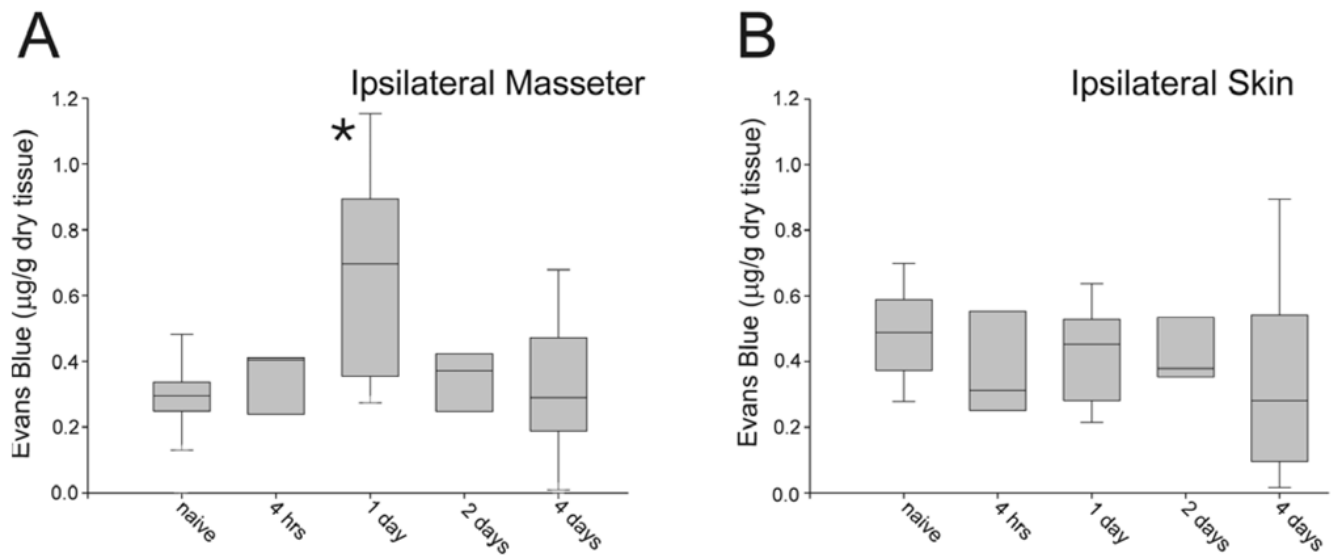 A
Ipsilateral Masseter
Evans Blue (µg/g dry tissue)
1.2
1.0
0.8
0.6
0.4
0.2
0.0
*
naive
4 hrs
1 day
2 days
4 days
B
Ipsilateral Skin
Evans Blue (µg/g dry tissue)
1.2
1.0
0.8
0.6
0.4
0.2
0.0
naive
4 hrs
1 day
2 days
4 days